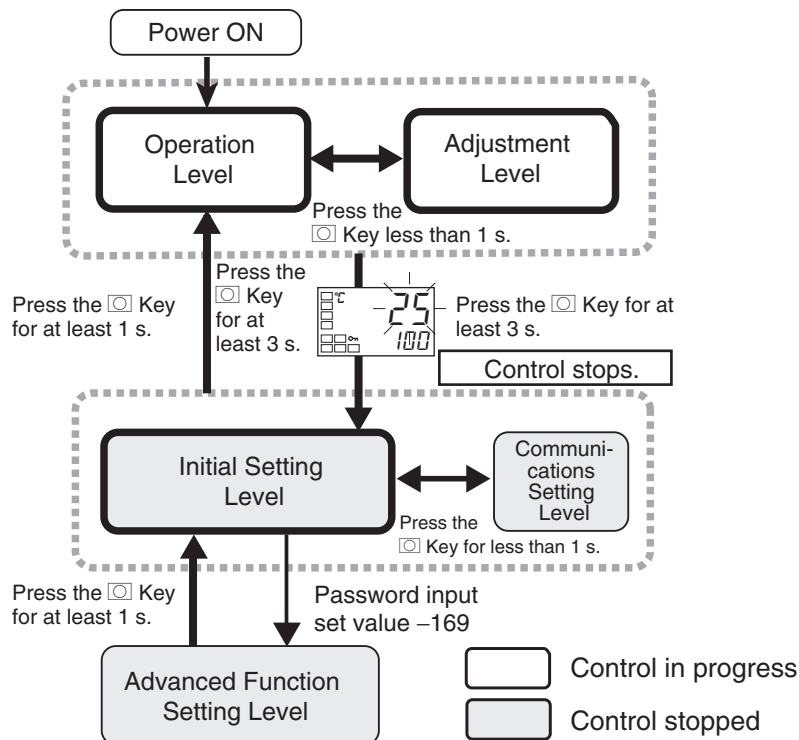 Power ON
Operation
Level
Adjustment
Level
Press the
Key less than 1 s.
Press the Key
for at least 1 s.
Press the
Key
for at
least 3 s.
°C
25
100
Press the Key for at
least 3 s.
Control stops.
Initial Setting
Level
Communi-
cations
Setting
Level
Press the
Key for less than 1 s.
Press the Key
for at least 1 s.
Password input
set value –169
Advanced Function
Setting Level
Control in progress
Control stopped